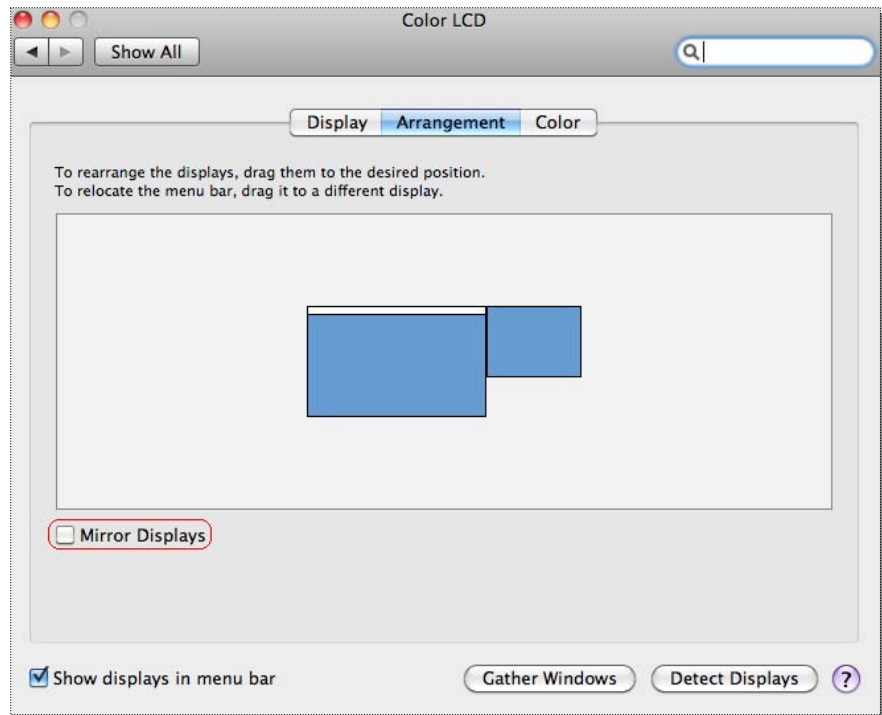 Color LCD
Show All
Display Arrangement Color
To rearrange the displays, drag them to the desired position.
To relocate the menu bar, drag it to a different display.
Mirror Displays
Show displays in menu bar
Gather Windows
Detect Displays
?